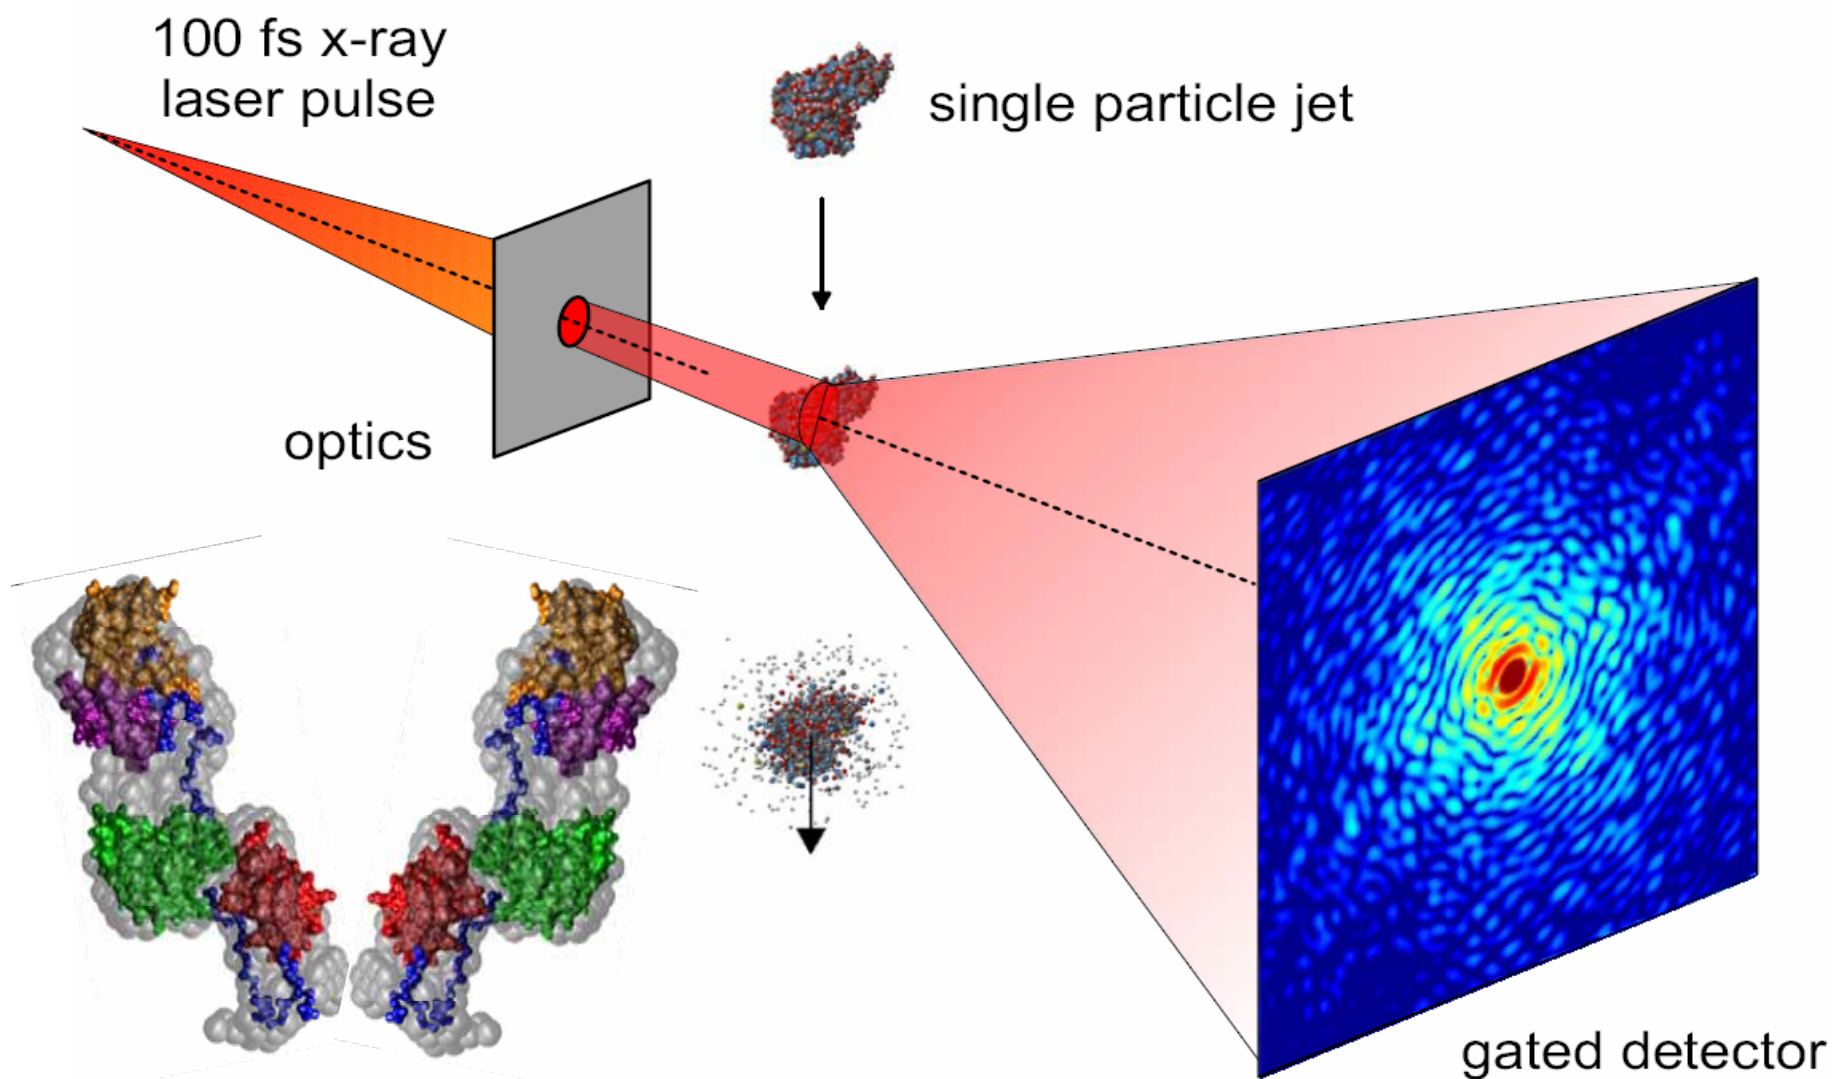 100 fs x-ray
laser pulse
single particle jet
optics
gated detector